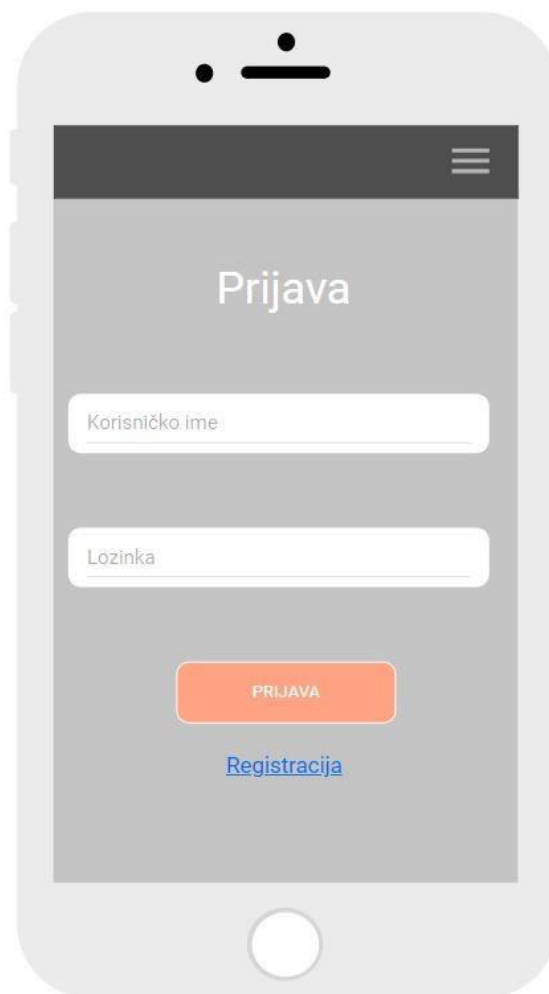 Prijava
Korisničko ime
Lozinka
PRIJAVA
Registracija